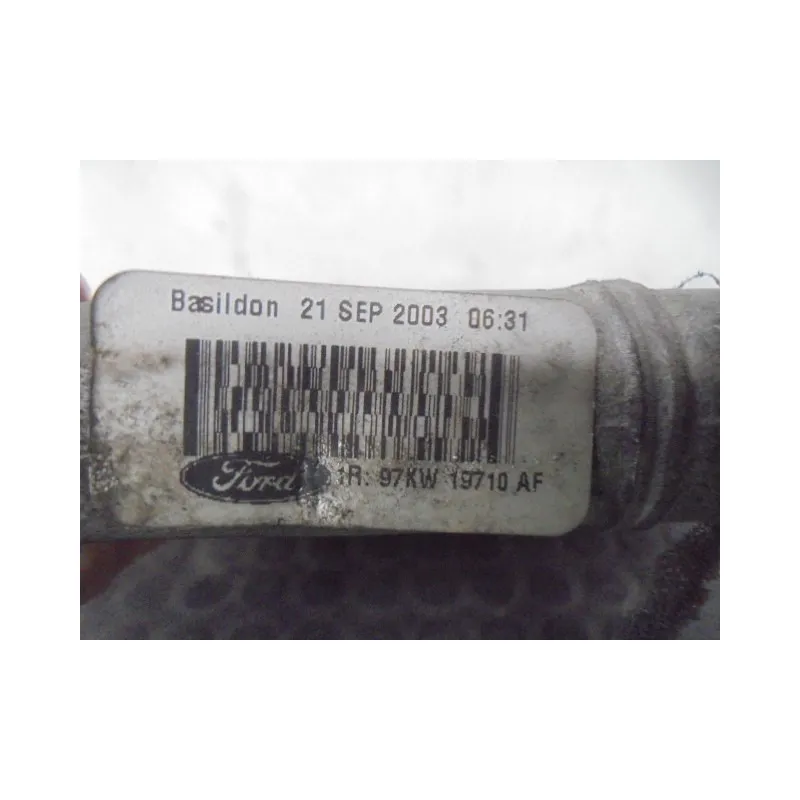 Basildon 21 SEP 2003 06:31
Ford 1R: 97KW 19710 AF